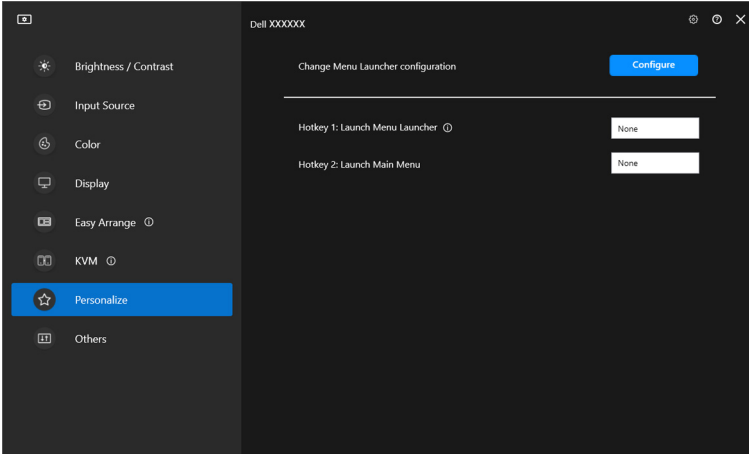 Dell XXXXXX
Brightness / Contrast
Input Source
Color
Display
Easy Arrange
KVM
Personalize
Others
Change Menu Launcher configuration
Configure
Hotkey 1: Launch Menu Launcher
None
Hotkey 2: Launch Main Menu
None